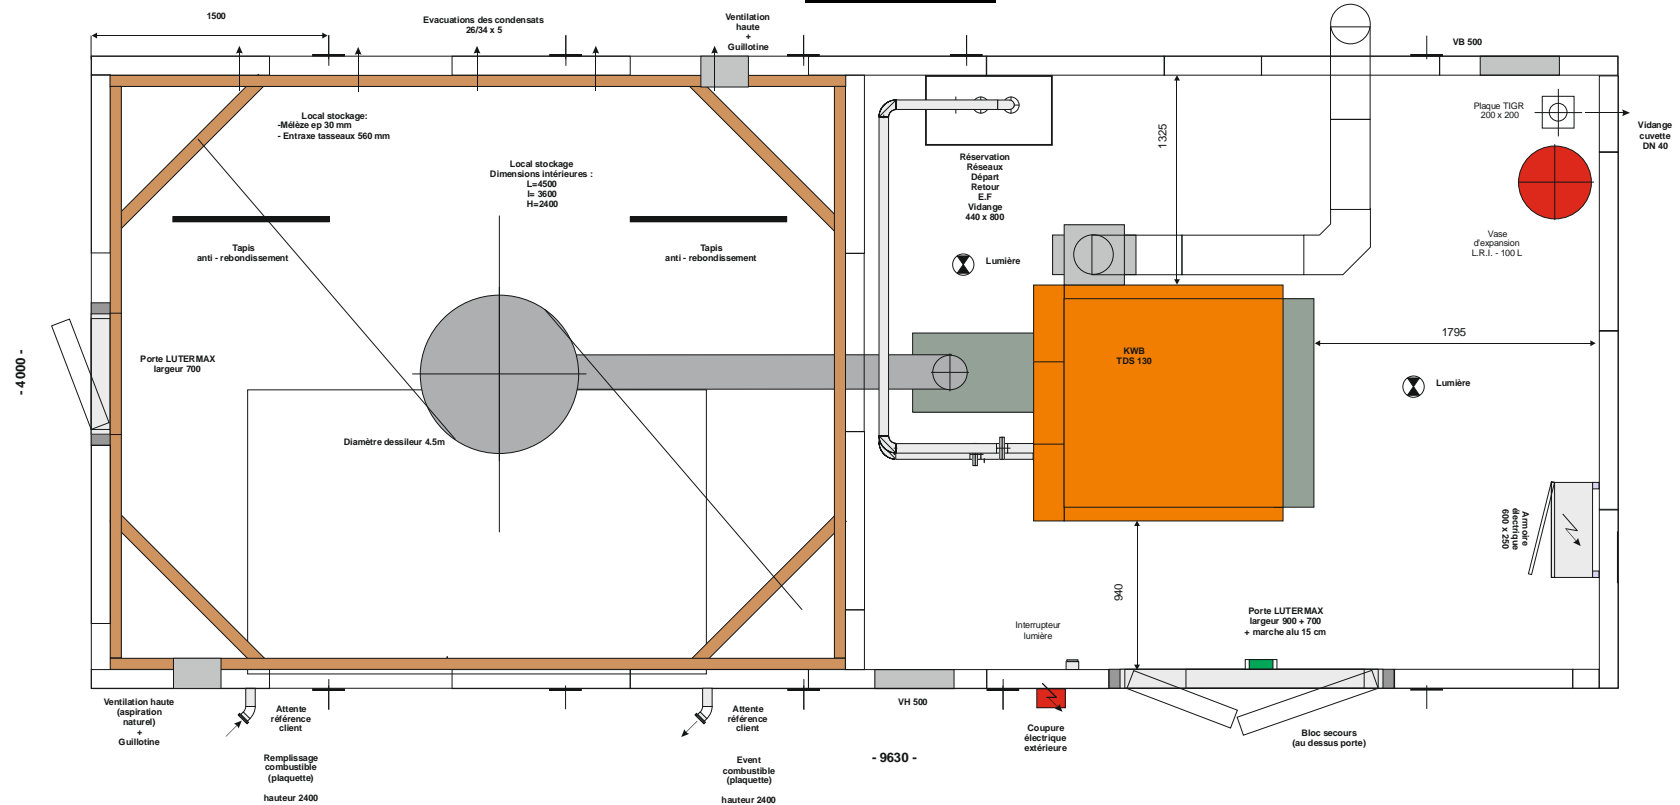 1500
Evacuations des condensats
26/34 x 5
Ventilation
haute
+
Guillotine
VB 500
Local stockage:
-Mélèze ep 30 mm
- Entraxe tasseaux 560 mm
Local stockage
Dimensions intérieures :
L=4500
l= 3600
H=2400
Réservation
Réseaux
Départ
Retour
E.F
Vidange
440 x 800
1325
Plaque TIGR
200 x 200
Vidange
cuvette
DN 40
Vase
d'expansion
L.R.I. - 100 L
Tapis
anti - rebondissement
Tapis
anti - rebondissement
Lumière
- 4000 -
Porte LUTERMAX
largeur 700
KWB
TDS 130
1795
Lumière
Diamètre dessileur 4.5m
Armoire
électrique
600 x 250
940
Interrupteur
lumière
Porte LUTERMAX
largeur 900 + 700
+ marche alu 15 cm
Ventilation haute
(aspiration
naturel)
+
Guillotine
Attente
référence
client
Remplissage
combustible
(plaquette)
hauteur 2400
Attente
référence
client
Event
combustible
(plaquette)
hauteur 2400
VH 500
- 9630 -
Coupure
électrique
extérieure
Bloc secours
(au dessus porte)